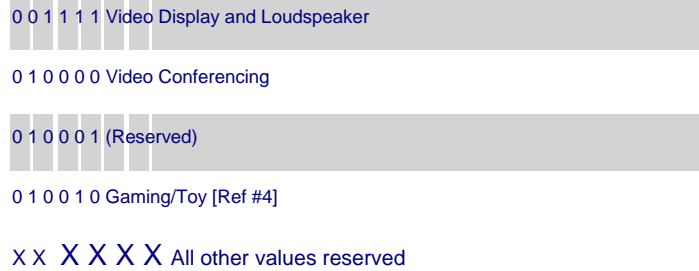 0 0 1 1 1 1 Video Display and Loudspeaker
0 1 0 0 0 0 Video Conferencing
0 1 0 0 0 1 (Reserved)
0 1 0 0 1 0 Gaming/Toy [Ref #4]
X X X X X X All other values reserved